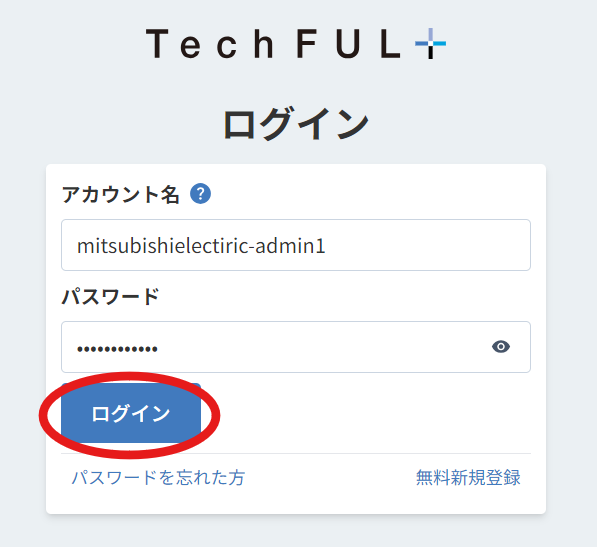 TechFUL
ログイン
アカウント名 ?
mitsubishielectiric-admin1
パスワード
••••••••••••
ログイン
パスワードを忘れた方 無料新規登録